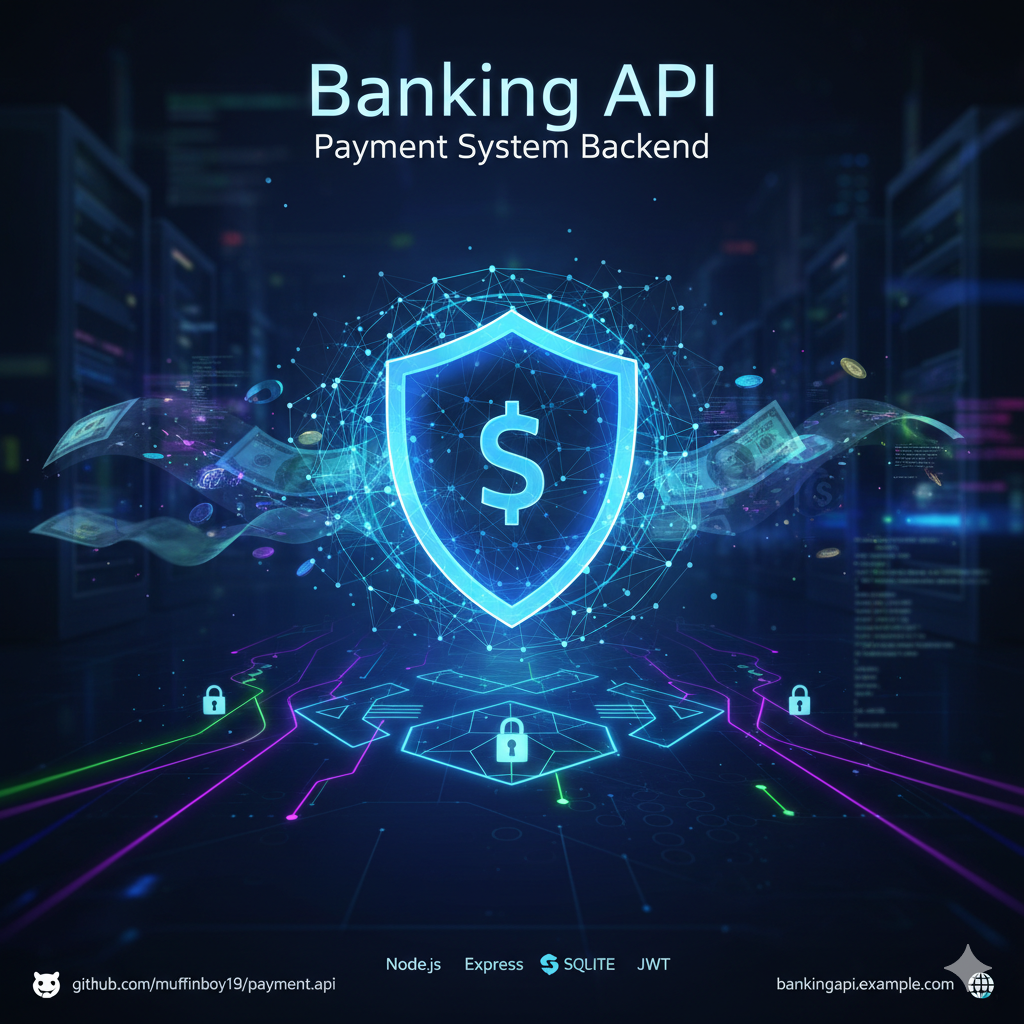 Banking API
Payment System Backend
$
Node.js Express SQLITE JWT
github.com/muffinboy19/payment.api
bankingapi.example.com